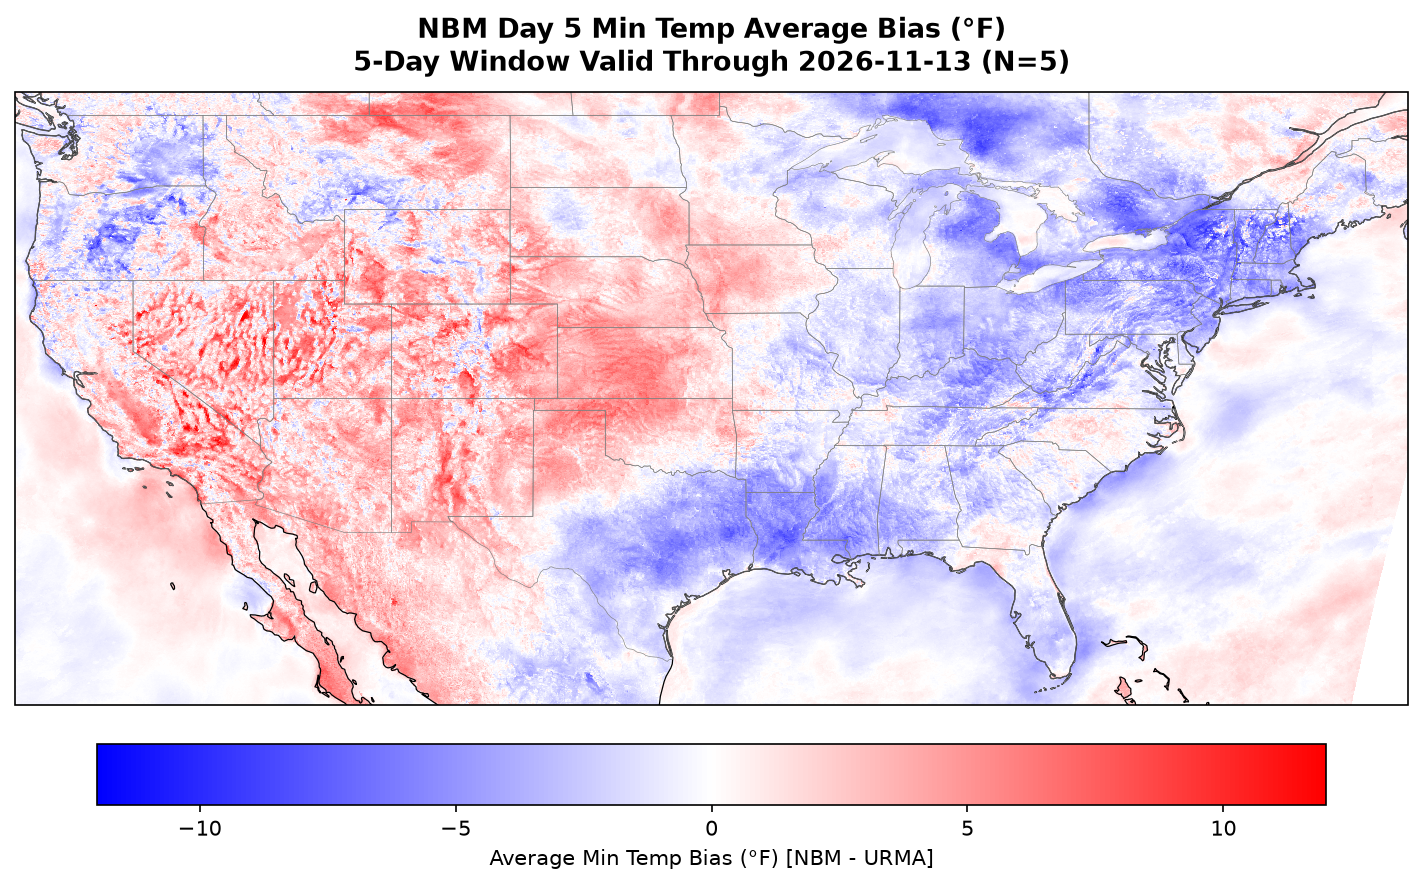 NBM Day 5 Min Temp Average Bias (°F)
5-Day Window Valid Through 2026-11-13 (N=5)
−10 −5 0 5 10
Average Min Temp Bias (°F) [NBM - URMA]